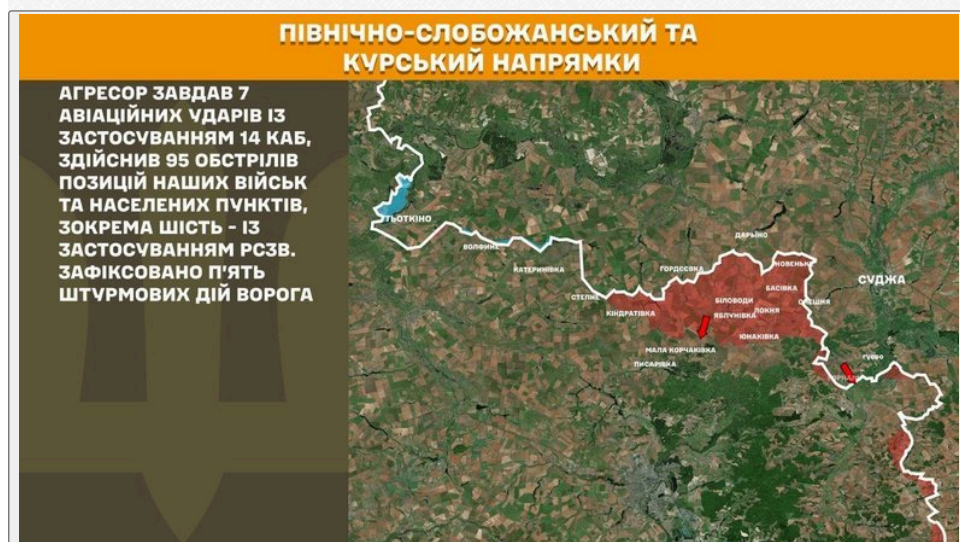 ПІВНІЧНО-СЛОБОЖАНСЬКИЙ ТА
КУРСЬКИЙ НАПРЯМКИ
АГРЕСОР ЗАВДАВ 7
АВІАЦІЙНИХ УДАРІВ ІЗ
ЗАСТОСУВАННЯМ 14 КАБ,
ЗДІЙСНИВ 95 ОБСТРІЛІВ
ПОЗИЦІЙ НАШИХ ВІЙСЬК
ТА НАСЕЛЕНИХ ПУНКТІВ,
ЗОКРЕМА ШІСТЬ - ІЗ
ЗАСТОСУВАННЯМ РСЗВ.
ЗАФІКСОВАНО П'ЯТЬ
ШТУРМОВИХ ДІЙ ВОРОГА
ТЬОТКІНО
ВОЛФИНЕ
КАТЕРИНІВКА
СТЕПНЕ
КІНДРАТІВКА
ГОРДЄЄВКА
ДАРЬЇНО
НОВЕНЬКЕ
БАСІВКА
СУДЖА
БІЛОВОДИ
ОЛЕШНЯ
ЯБЛУНІВКА
ЛОКНЯ
ЮНАКІВКА
МАЛА КОРЧАКІВКА
ПИСАРІВКА
ГУЄВО